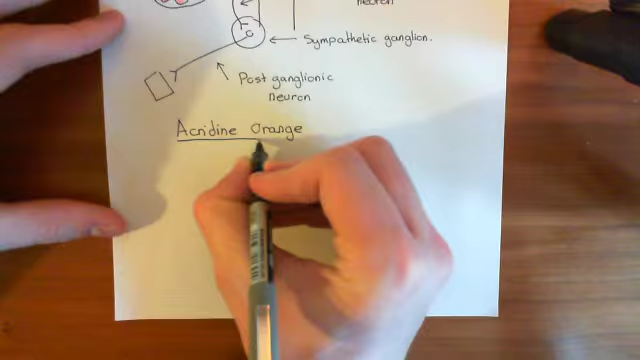 neuron
Sympathetic ganglion.
Post ganglionic
neuron
Acridine Orange